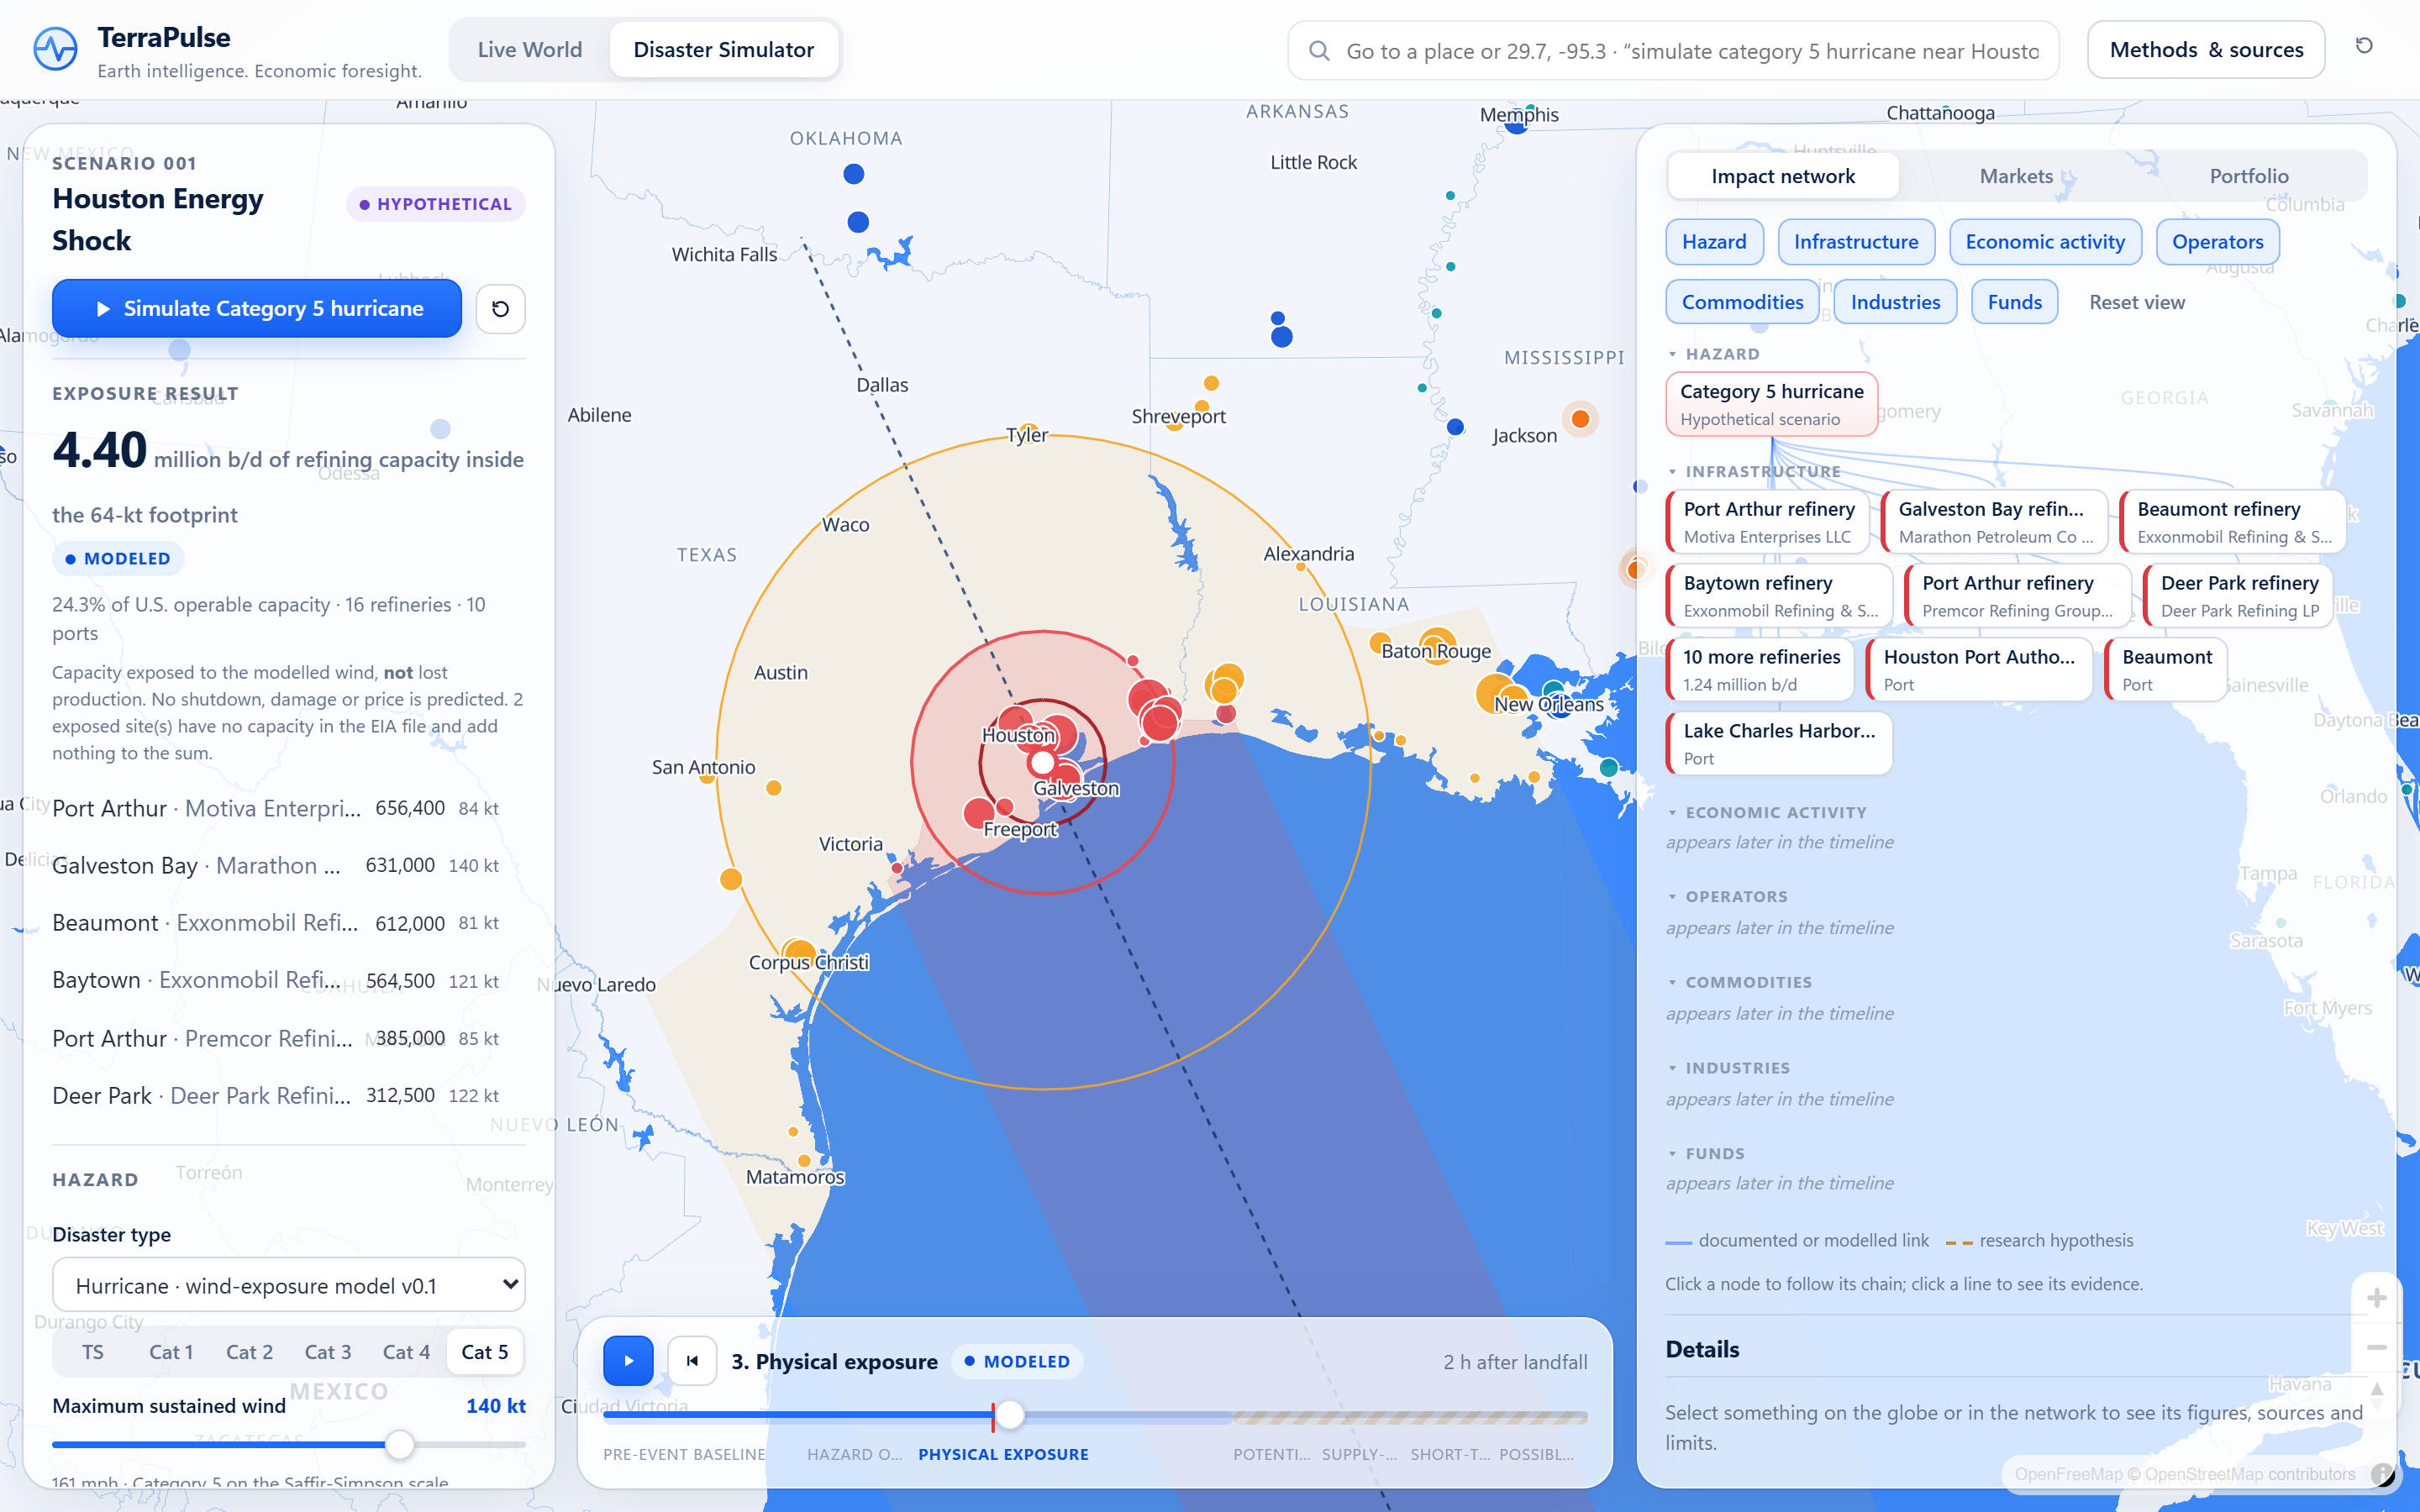 TerraPulse
Earth intelligence. Economic foresight.
Live World
Disaster Simulator
Go to a place or 29.7, -95.3 · “simulate category 5 hurricane near Housto
Methods & sources
SCENARIO 001
Houston Energy
Shock
HYPOTHETICAL
Simulate Category 5 hurricane
EXPOSURE RESULT
4.40 million b/d of refining capacity inside
the 64-kt footprint
MODELED
24.3% of U.S. operable capacity · 16 refineries · 10
ports
Capacity exposed to the modelled wind, not lost
production. No shutdown, damage or price is predicted. 2
exposed site(s) have no capacity in the EIA file and add
nothing to the sum.
Port Arthur · Motiva Enterpri... 656,400 84 kt
Galveston Bay · Marathon ... 631,000 140 kt
Beaumont · Exxonmobil Refi... 612,000 81 kt
Baytown · Exxonmobil Refi... 564,500 121 kt
Port Arthur · Premcor Refini... 385,000 85 kt
Deer Park · Deer Park Refini... 312,500 122 kt
HAZARD
Disaster type
Hurricane · wind-exposure model v0.1
TS
Cat 1
Cat 2
Cat 3
Cat 4
Cat 5
Maximum sustained wind
140 kt
161 mph · Category 5 on the Saffir-Simpson scale
NEW MEXICO
Amarillo
Lubbock
Alamogordo
Carlsbad
Odessa
COAHUILA
Torreón
Monterrey
DURANGO
Durango City
MEXICO
ZACATECAS
Delicias
NUEVO LEÓN
Nuevo Laredo
Ciudad Victoria
OKLAHOMA
ARKANSAS
Memphis
Chattanooga
Little Rock
Wichita Falls
Dallas
Abilene
Tyler
Shreveport
MISSISSIPPI
Jackson
Waco
TEXAS
Alexandria
LOUISIANA
Austin
Baton Rouge
New Orleans
Houston
San Antonio
Galveston
Freeport
Victoria
Corpus Christi
Matamoros
3. Physical exposure
MODELED
2 h after landfall
PRE-EVENT BASELINE
HAZARD O...
PHYSICAL EXPOSURE
POTENTI...
SUPPLY-...
SHORT-T...
POSSIBL...
Impact network
Markets
Portfolio
Hazard
Infrastructure
Economic activity
Operators
Commodities
Industries
Funds
Reset view
HAZARD
Category 5 hurricane
Hypothetical scenario
INFRASTRUCTURE
Port Arthur refinery
Motiva Enterprises LLC
Galveston Bay refin...
Marathon Petroleum Co ...
Beaumont refinery
Exxonmobil Refining & S...
Baytown refinery
Exxonmobil Refining & S...
Port Arthur refinery
Premcor Refining Group...
Deer Park refinery
Deer Park Refining LP
10 more refineries
1.24 million b/d
Houston Port Autho...
Port
Beaumont
Port
Lake Charles Harbor...
Port
ECONOMIC ACTIVITY
appears later in the timeline
OPERATORS
appears later in the timeline
COMMODITIES
appears later in the timeline
INDUSTRIES
appears later in the timeline
FUNDS
appears later in the timeline
documented or modelled link
research hypothesis
Click a node to follow its chain; click a line to see its evidence.
Details
Select something on the globe or in the network to see its figures, sources and
limits.
Huntsville
Columbia
Augusta
GEORGIA
Savannah
Gainesville
Orlando
Tampa
FLORIDA
Sarasota
Fort Myers
Key West
Havana
OpenFreeMap © OpenStreetMap contributors